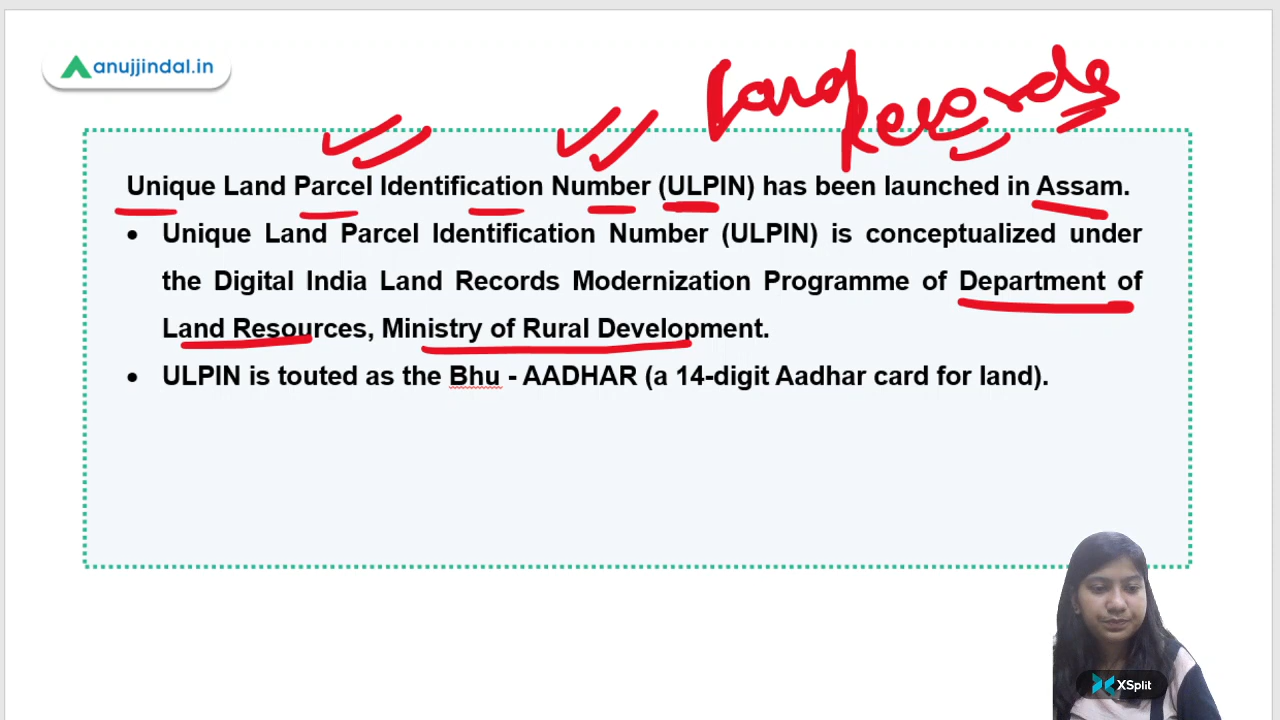 anujjindal.in
Land
Records
Unique Land Parcel Identification Number (ULPIN) has been launched in Assam.
• Unique Land Parcel Identification Number (ULPIN) is conceptualized under
the Digital India Land Records Modernization Programme of Department of
Land Resources, Ministry of Rural Development.
• ULPIN is touted as the Bhu - AADHAR (a 14-digit Aadhar card for land).
XSplit